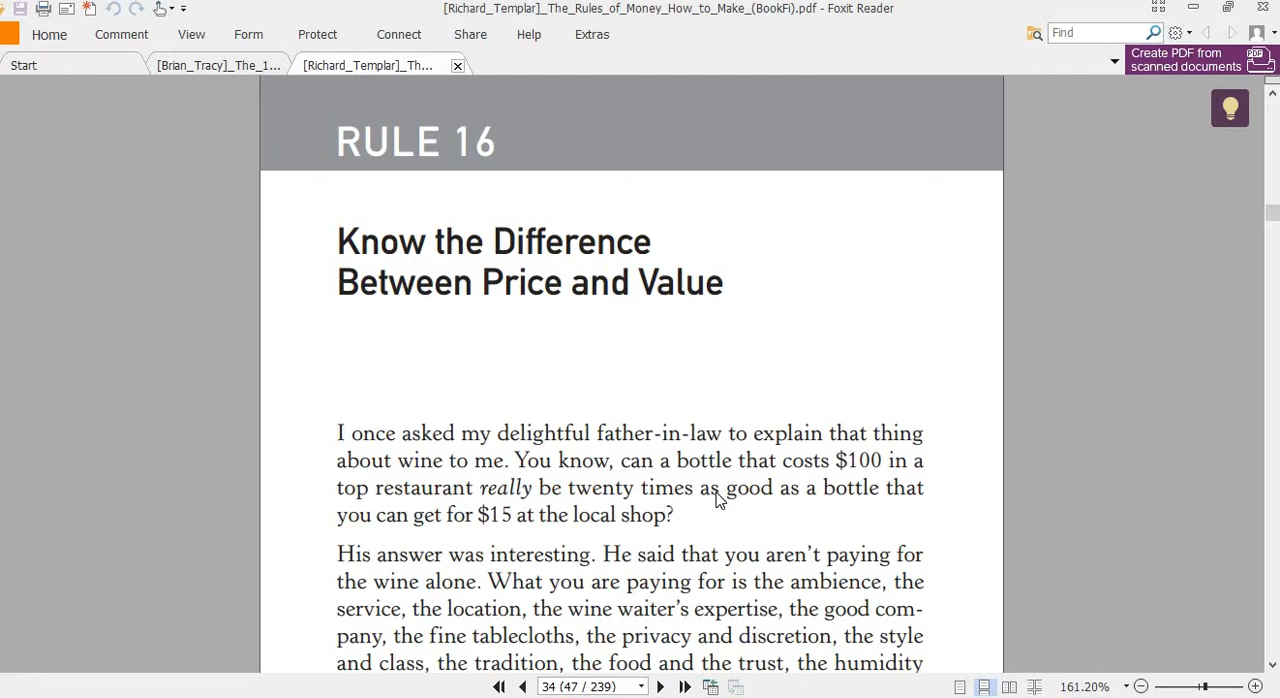 [Richard_Templar]_The_Rules_of_Money_How_to_Make_(BookFi).pdf - Foxit Reader
Home Comment View Form Protect Connect Share Help Extras Find
Start [Brian_Tracy]_The_1... [Richard_Templar]_Th...
Create PDF from
scanned documents
PDF
RULE 16
Know the Difference
Between Price and Value
I once asked my delightful father-in-law to explain that thing
about wine to me. You know, can a bottle that costs $100 in a
top restaurant really be twenty times as good as a bottle that
you can get for $15 at the local shop?
His answer was interesting. He said that you aren't paying for
the wine alone. What you are paying for is the ambience, the
service, the location, the wine waiter's expertise, the good com-
pany, the fine tablecloths, the privacy and discretion, the style
and class, the tradition, the food and the trust, the humidity
34 (47 / 239) 161.20%